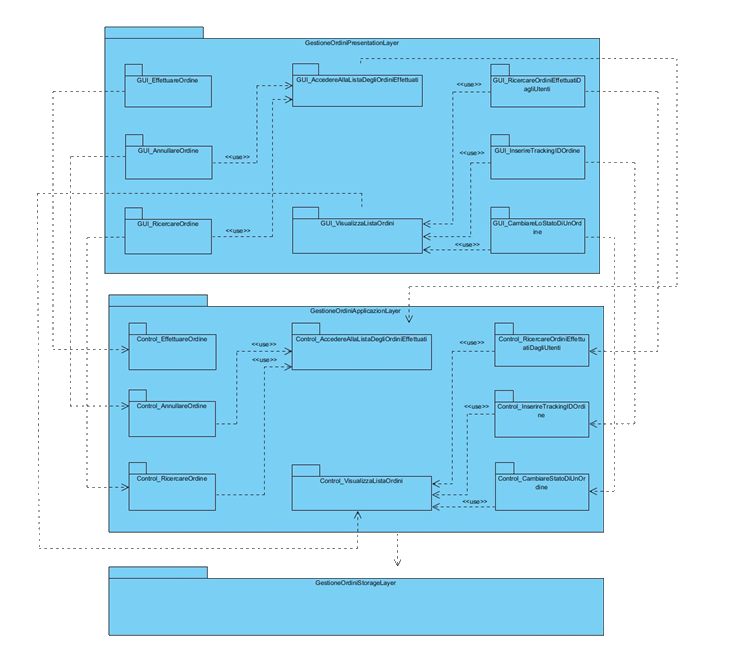 GestioneOrdiniPresentationLayer
GUI_EffettuareOrdine
GUI_AccedereAllaListaDegliOrdiniEffettuati
<<use>>
GUI_RicercareOrdiniEffettuatiD
agliUtenti
GUI_AnnullareOrdine
<<use>>
<<use>>
GUI_InserireTrackingIDOrdine
GUI_RicercareOrdine
<<use>>
GUI_VisualizzaListaOrdini
<<use>>
GUI_CambiareLoStatoDiUnOrd
ine
GestioneOrdiniApplicazionLayer
Control_EffettuareOrdine
<<use>>
<<use>>
Control_AccedereAllaListaDegliOrdiniEffettuati
<<use>>
Control_RicercareOrdiniEffettu
atiDagliUtenti
Control_AnnullareOrdine
<<use>>
Control_InserireTrackingIDOrdi
ne
Control_RicercareOrdine
Control_VisualizzaListaOrdini
<<use>>
Control_CambiareStatoDiUnOr
dine
GestioneOrdiniStorageLayer